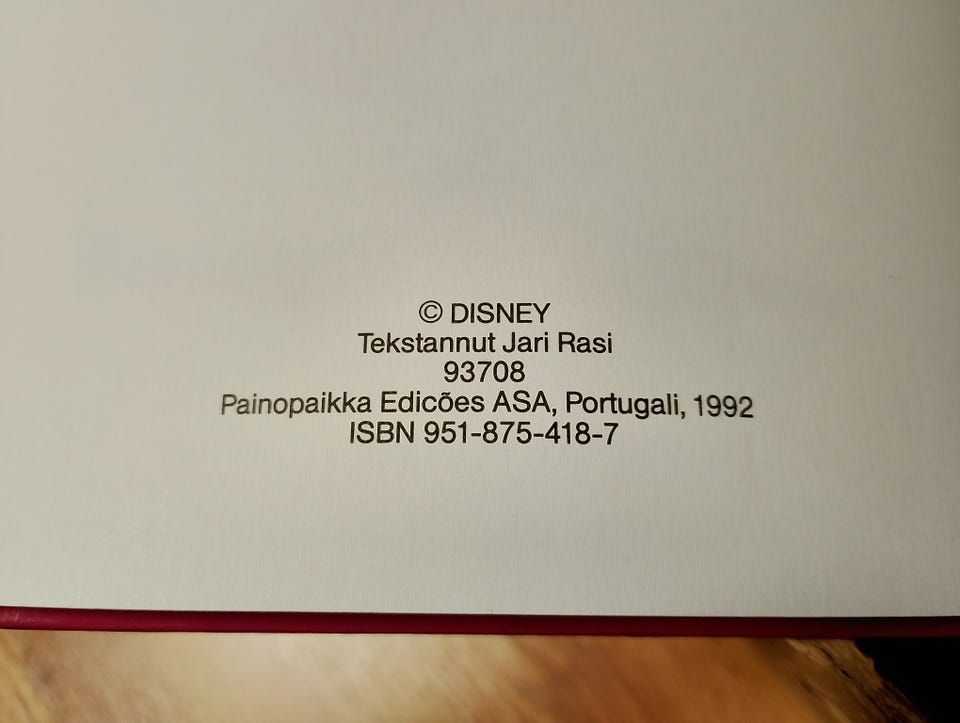 © DISNEY
Tekstannut Jari Rasi
93708
Painopaikka Edicões ASA, Portugali, 1992
ISBN 951-875-418-7